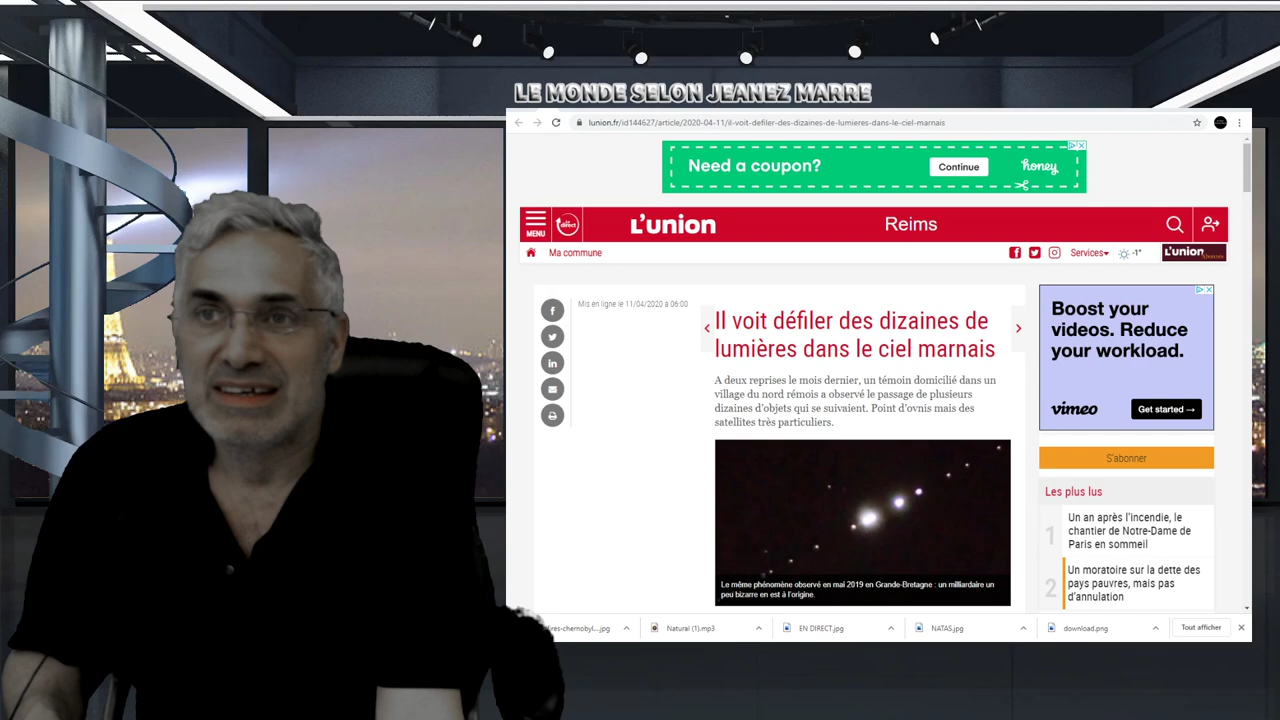 LE MONDE SELON JEANEZ MARRE
lunion.fr/id144627/article/2020-04-11/il-voit-defiler-des-dizaines-de-lumieres-dans-le-ciel-marnais
Need a coupon?
Continue
honey
MENU
L'union
Reims
Ma commune
Services
-1°
L'union
Mis en ligne le 11/04/2020 à 06:00
Il voit défiler des dizaines de
lumières dans le ciel marnais
A deux reprises le mois dernier, un témoin domicilié dans un
village du nord rémois a observé le passage de plusieurs
dizaines d'objets qui se suivaient. Point d'ovnis mais des
satellites très particuliers.
Le même phénomène observé en mai 2019 en Grande-Bretagne : un milliardaire un
peu bizarre en est à l'origine.
Boost your
videos. Reduce
your workload.
vimeo
Get started →
S'abonner
Les plus lus
1
Un an après l'incendie, le
chantier de Notre-Dame de
Paris en sommeil
2
Un moratoire sur la dette des
pays pauvres, mais pas
d'annulation
ires-chernobyl....jpg
Natural (1).mp3
EN DIRECT.jpg
NATAS.jpg
download.png
Tout afficher